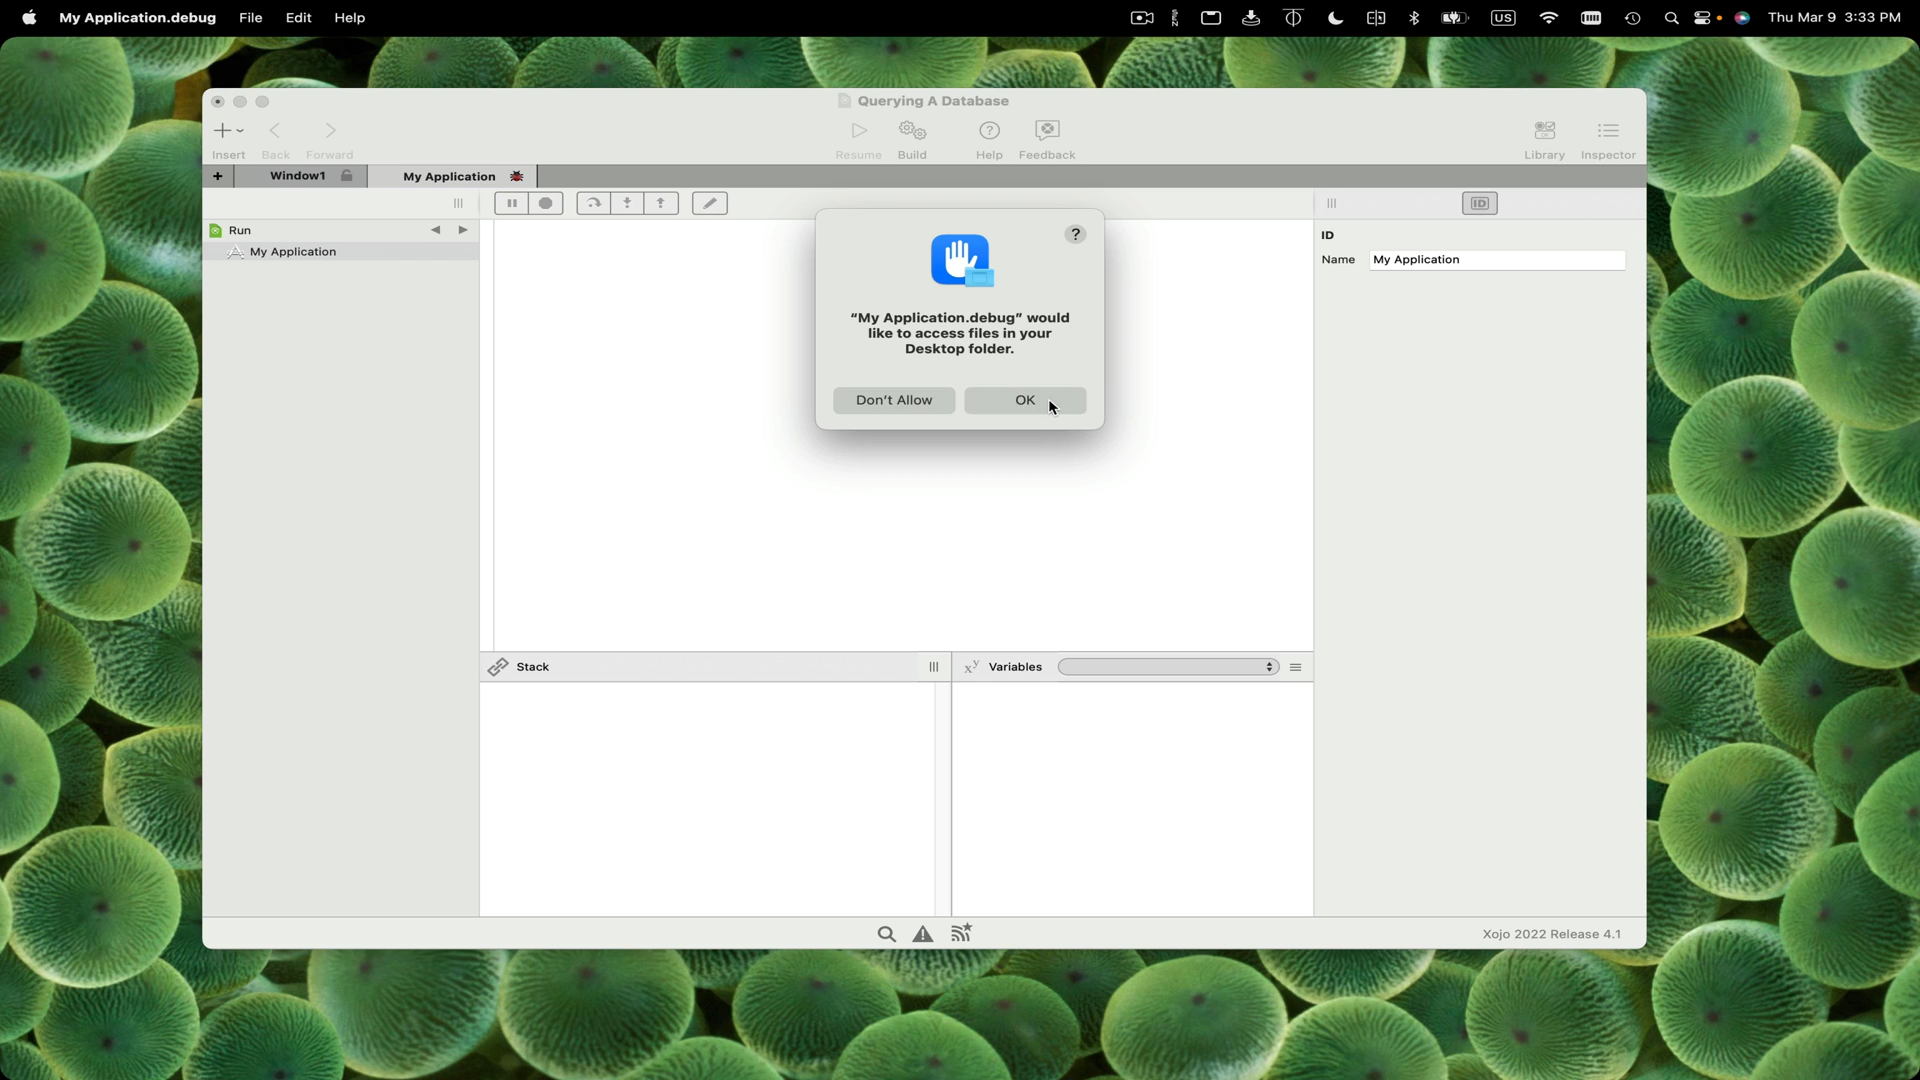 My Application.debug File Edit Help US Thu Mar 9 3:33 PM
Querying A Database
Insert Back Forward Resume Build Help Feedback Library Inspector
+ Window1 My Application
ID
Run
My Application
ID
Name My Application
?
“My Application.debug” would
like to access files in your
Desktop folder.
Don't Allow OK
Stack
Variables
Xojo 2022 Release 4.1